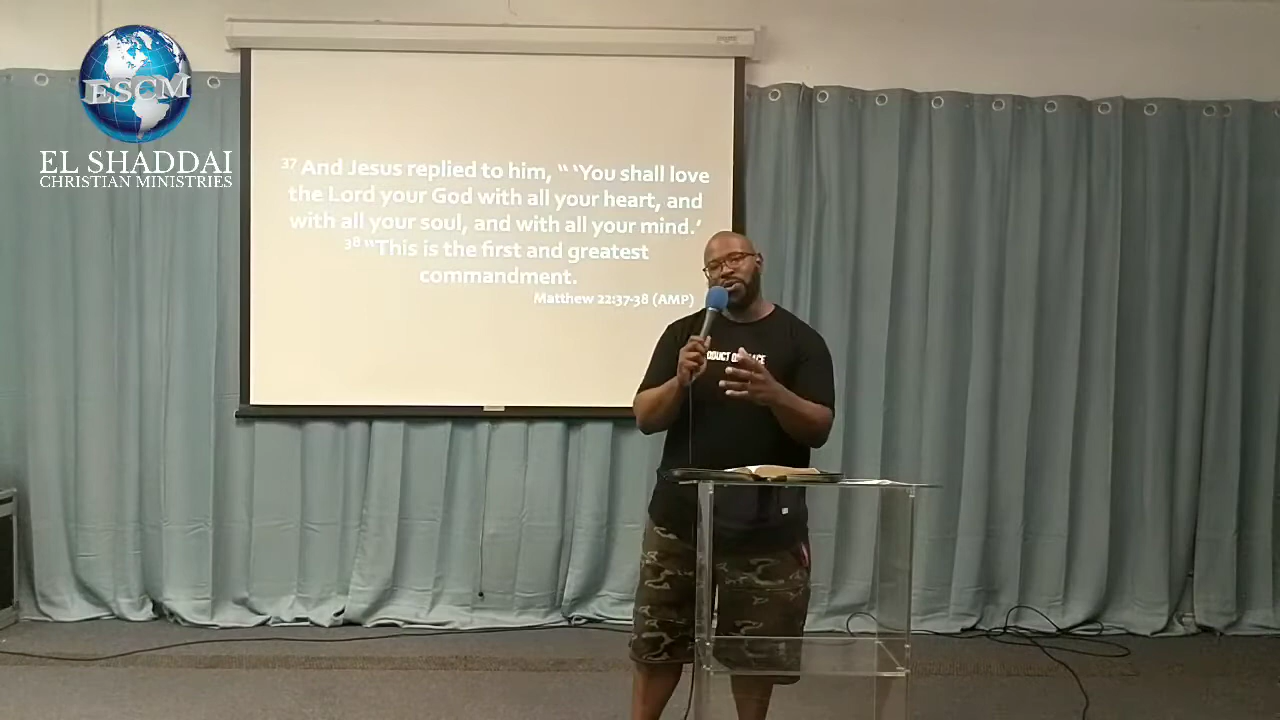 ESCM
EL SHADDAI
CHRISTIAN MINISTRIES
37 And Jesus replied to him, “ ‘You shall love
the Lord your God with all your heart, and
with all your soul, and with all your mind.’
38 “This is the first and greatest
commandment.
Matthew 22:37-38 (AMP)